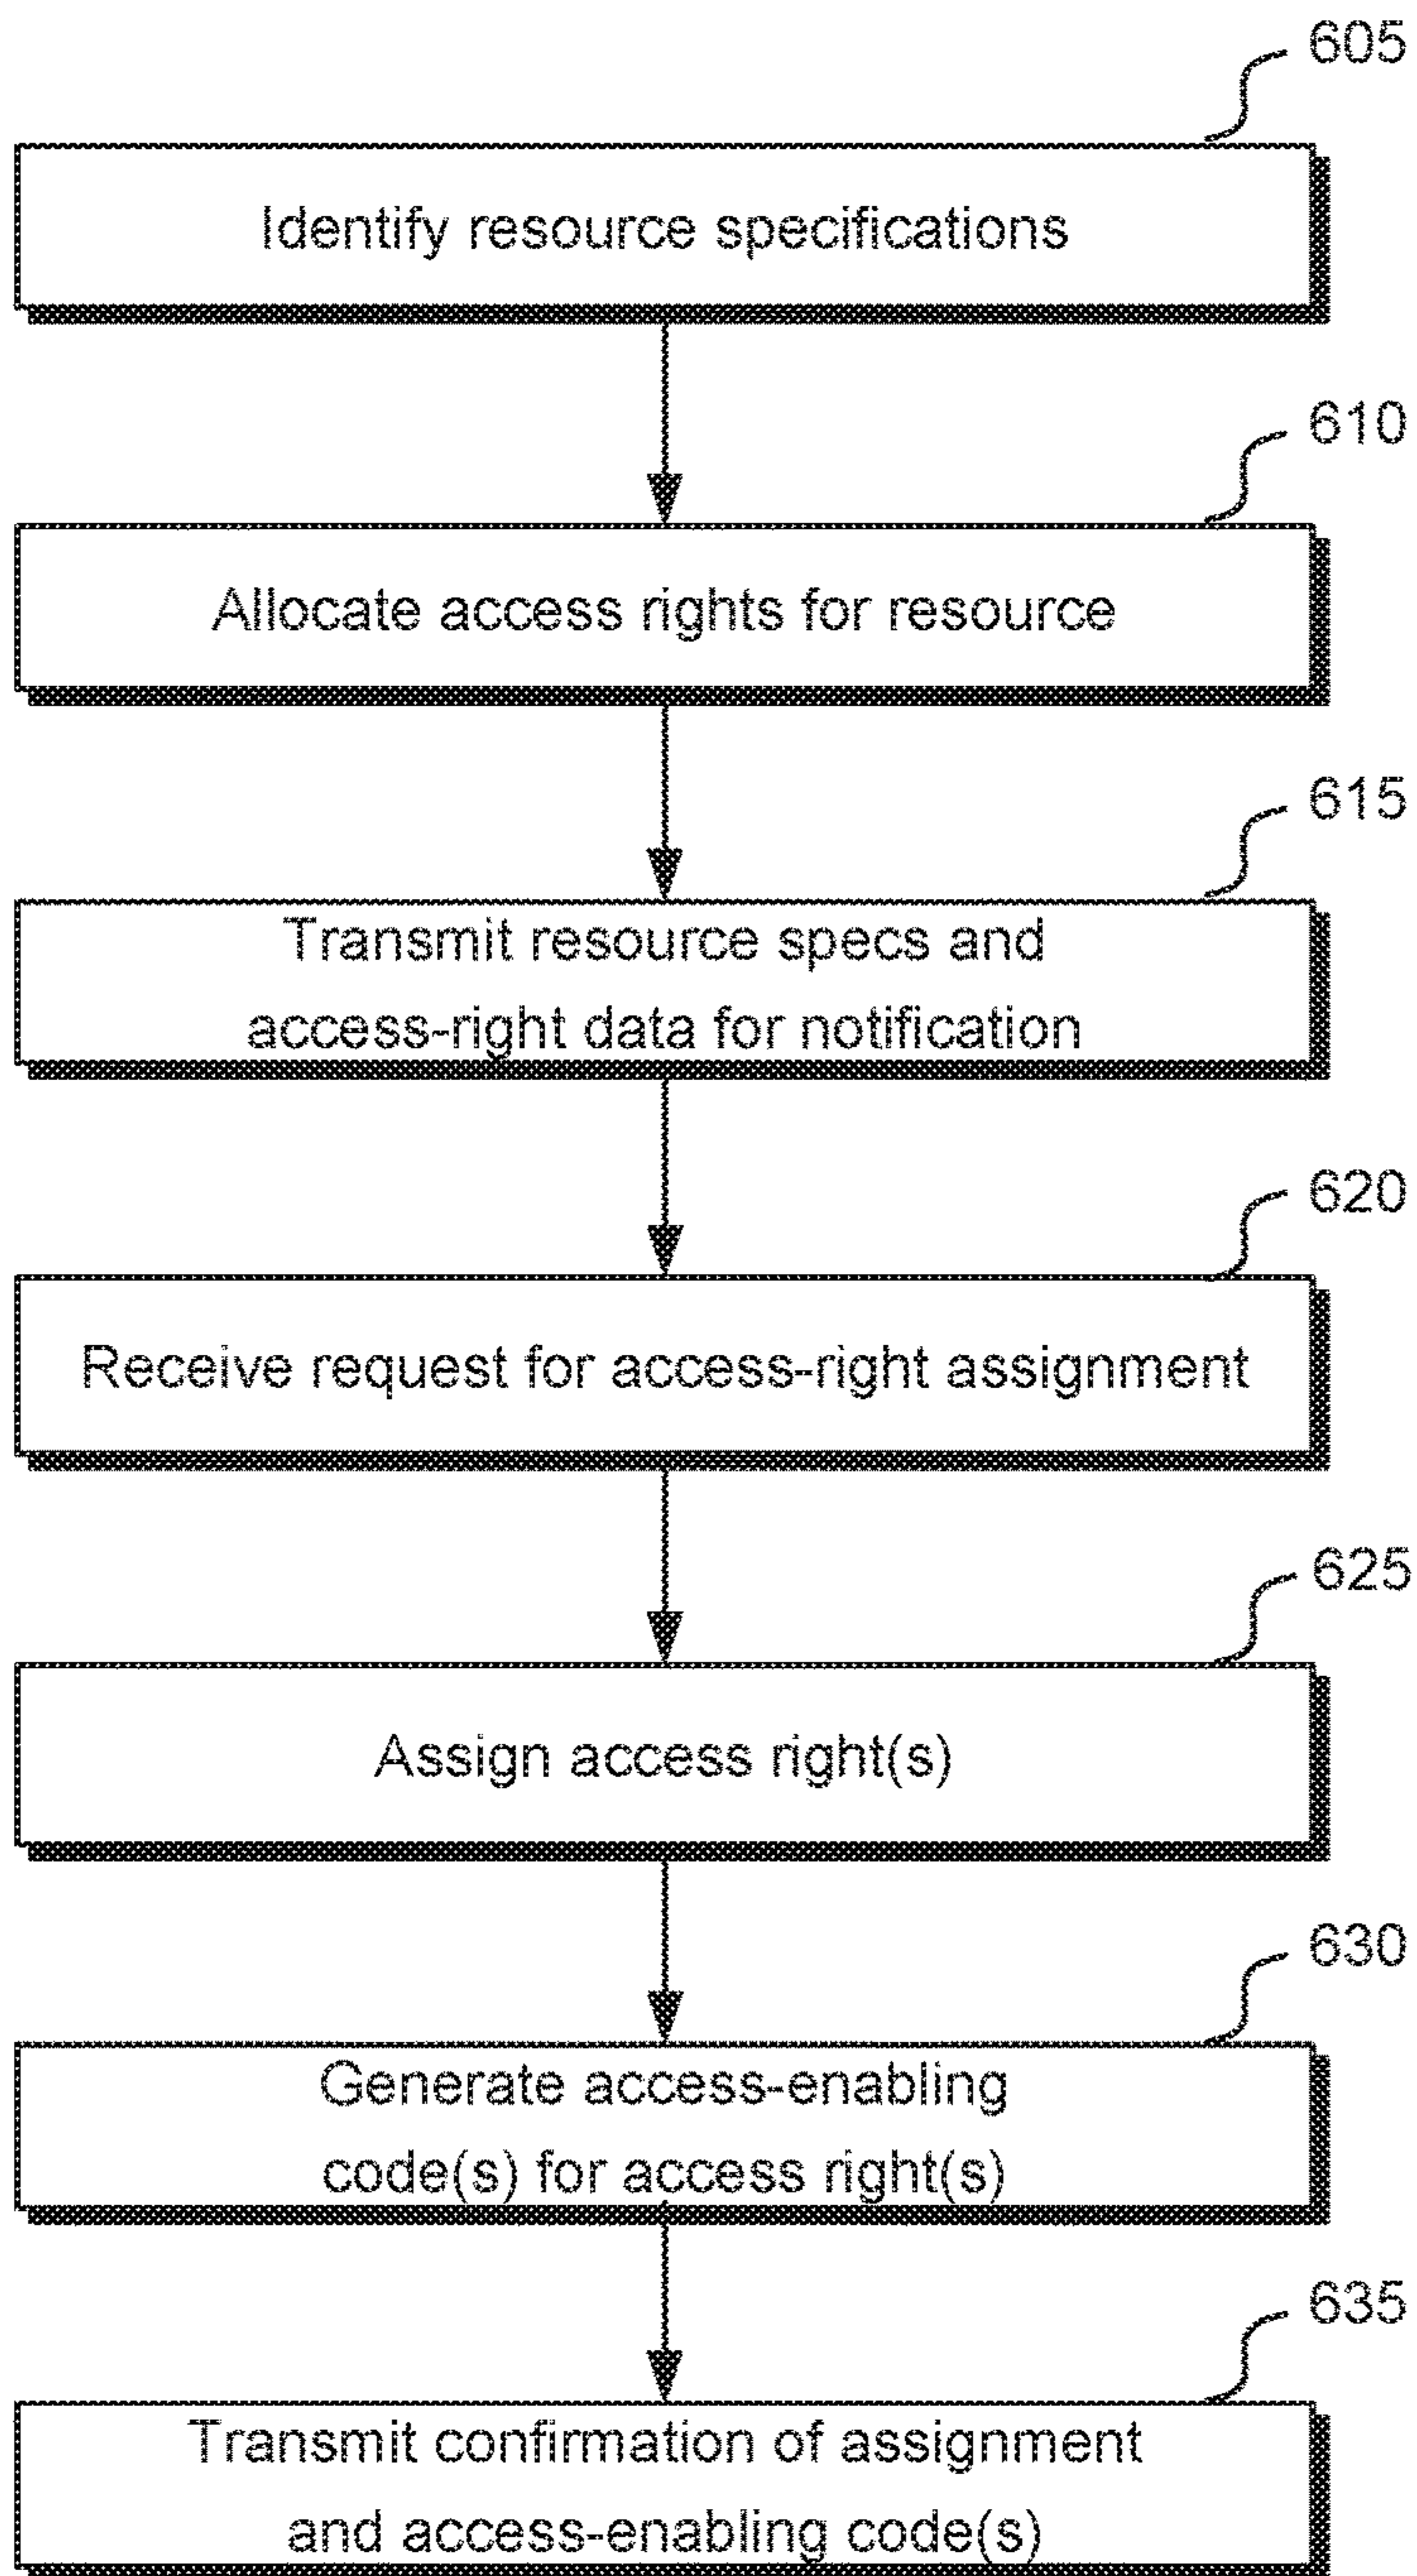 605
Identify resource specifications
610
Allocate access rights for resource
615
Transmit resource specs and
access-right data for notification
620
Receive request for access-right assignment
625
Assign access right(s)
630
Generate access-enabling
code(s) for access right(s)
635
Transmit confirmation of assignment
and access-enabling code(s)